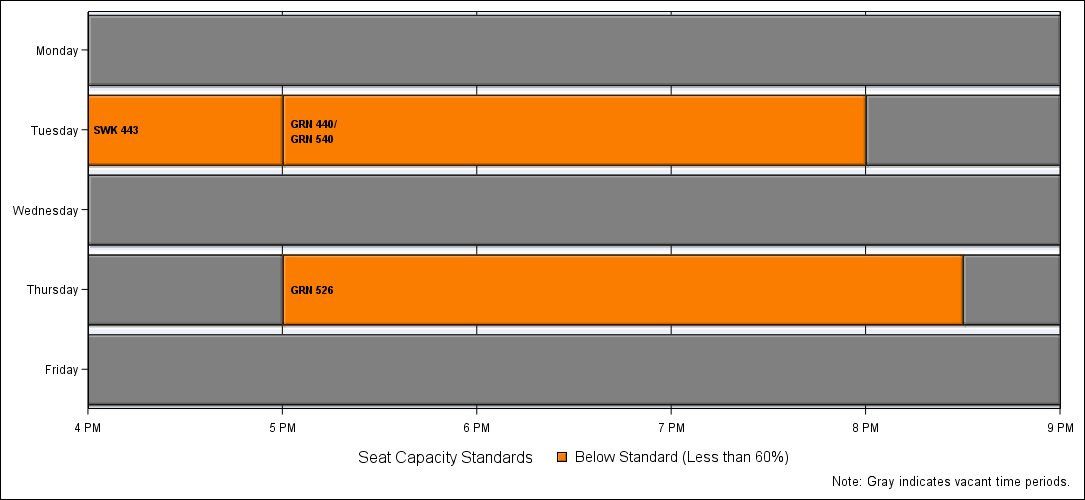 Monday
Tuesday
SWK 443
GRN 440/
GRN 540
Wednesday
Thursday
GRN 526
Friday
4 PM 5 PM 6 PM 7 PM 8 PM 9 PM
Seat Capacity Standards Below Standard (Less than 60%)
Note: Gray indicates vacant time periods.